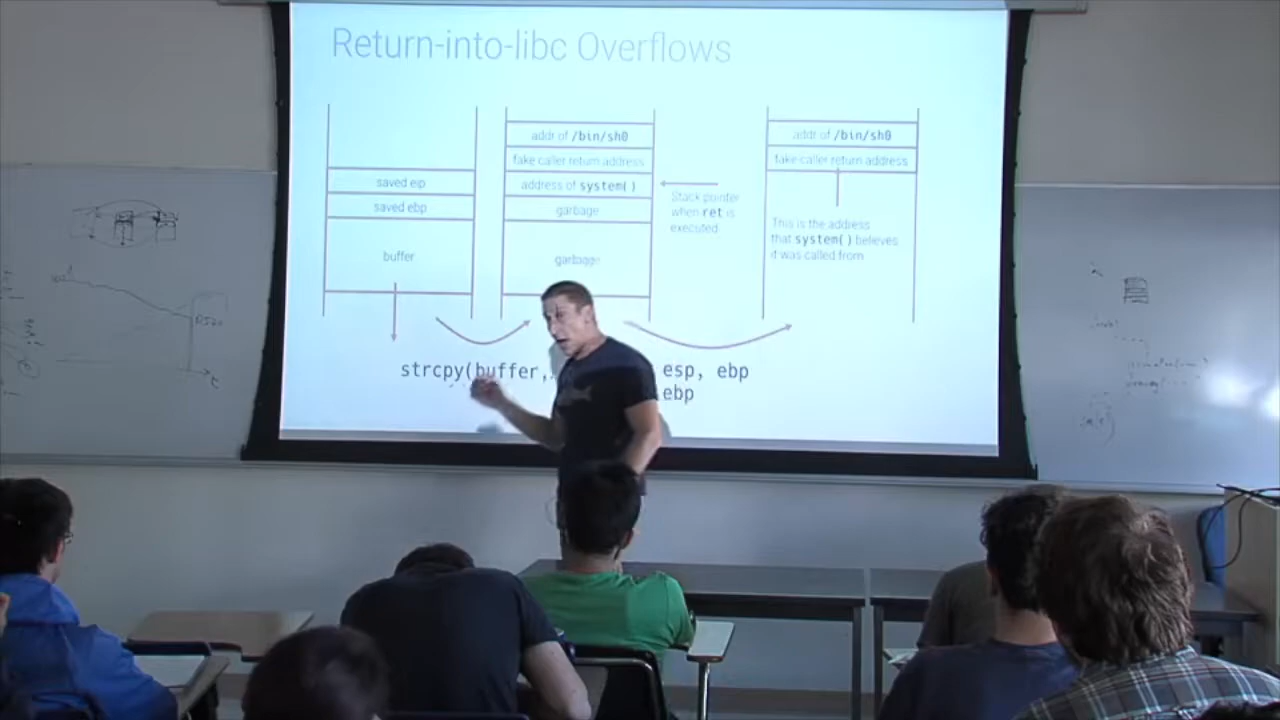 Return-into-libc Overflows
saved eip
saved ebp
buffer
addr of /bin/sh0
fake caller return address
address of system()
garbage
garbage
Stack pointer
when ret is
executed
addr of /bin/sh0
fake caller return address
This is the address
that system() believes
it was called from
strcpy(buffer, esp, ebp
ebp